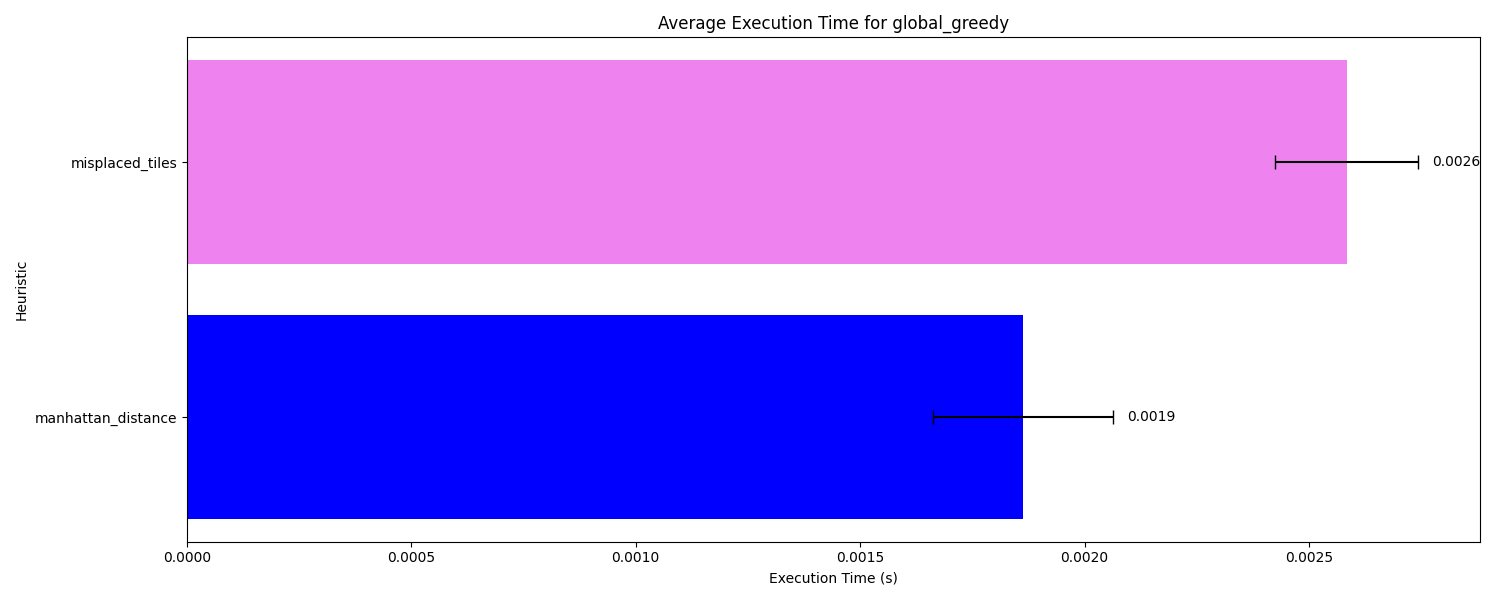 Average Execution Time for global_greedy
Heuristic
misplaced_tiles
0.0026
manhattan_distance
0.0019
0.0000 0.0005 0.0010 0.0015 0.0020 0.0025
Execution Time (s)